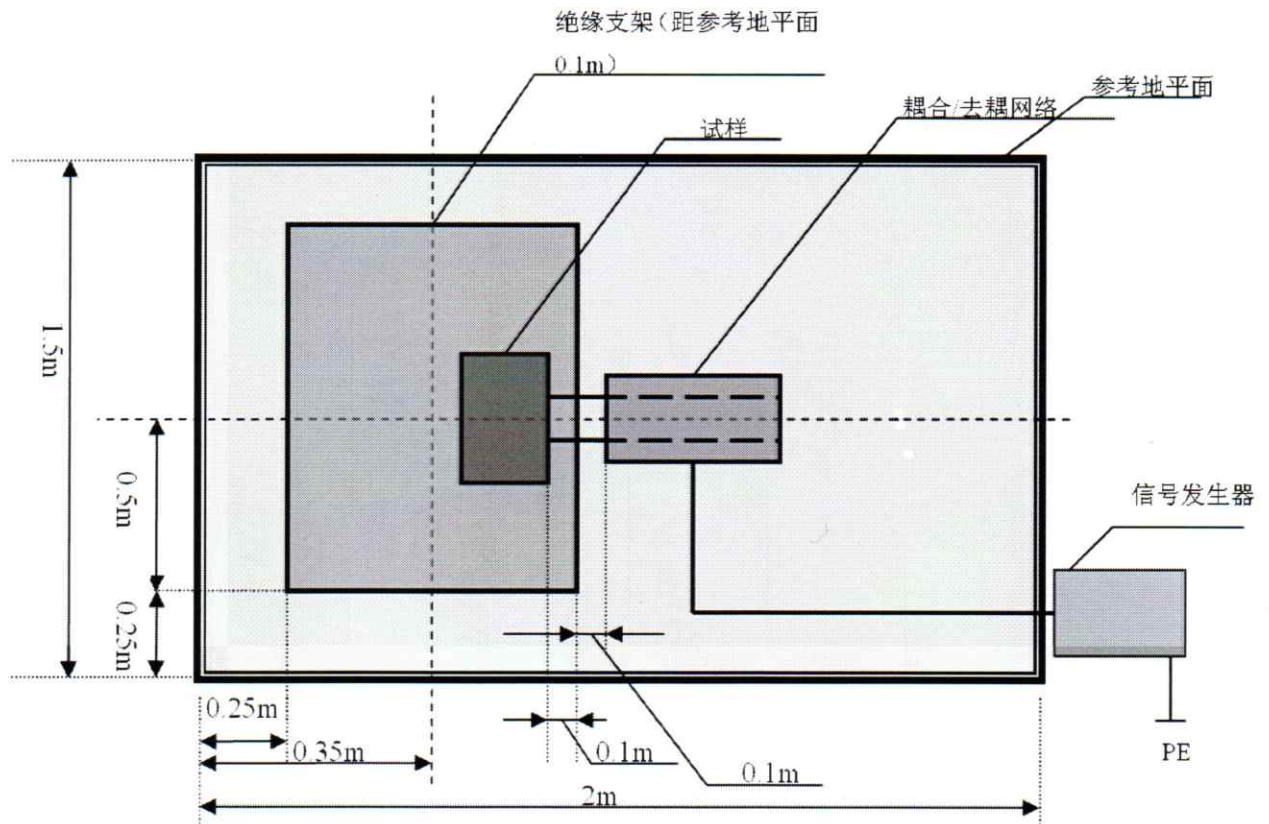 绝缘支架（距参考地平面
0.1m）
参考地平面
耦合/去耦网络
试样
1.5m
0.5m
信号发生器
0.25m
0.25m
0.35m
0.1m
0.1m
PE
2m